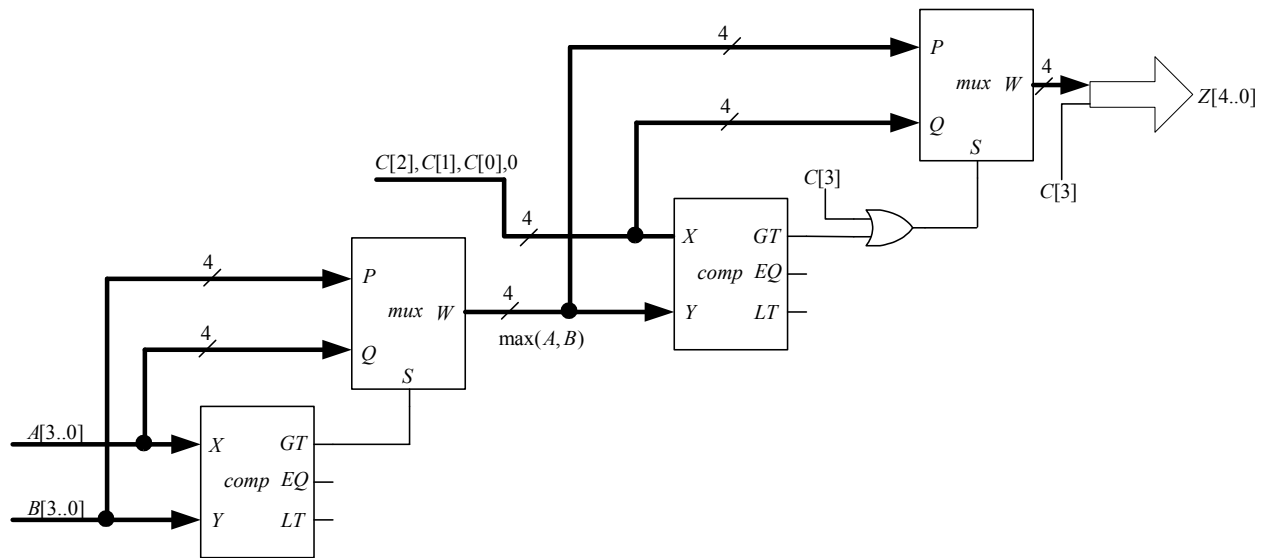 4
P
mux W
4
Z[4..0]
4
Q
S
C[3]
C[2],C[1],C[0],0
C[3]
4
X
GT
comp
EQ
Y
LT
4
P
mux W
4
max(A, B)
4
Q
S
A[3..0]
X
GT
comp
EQ
B[3..0]
Y
LT